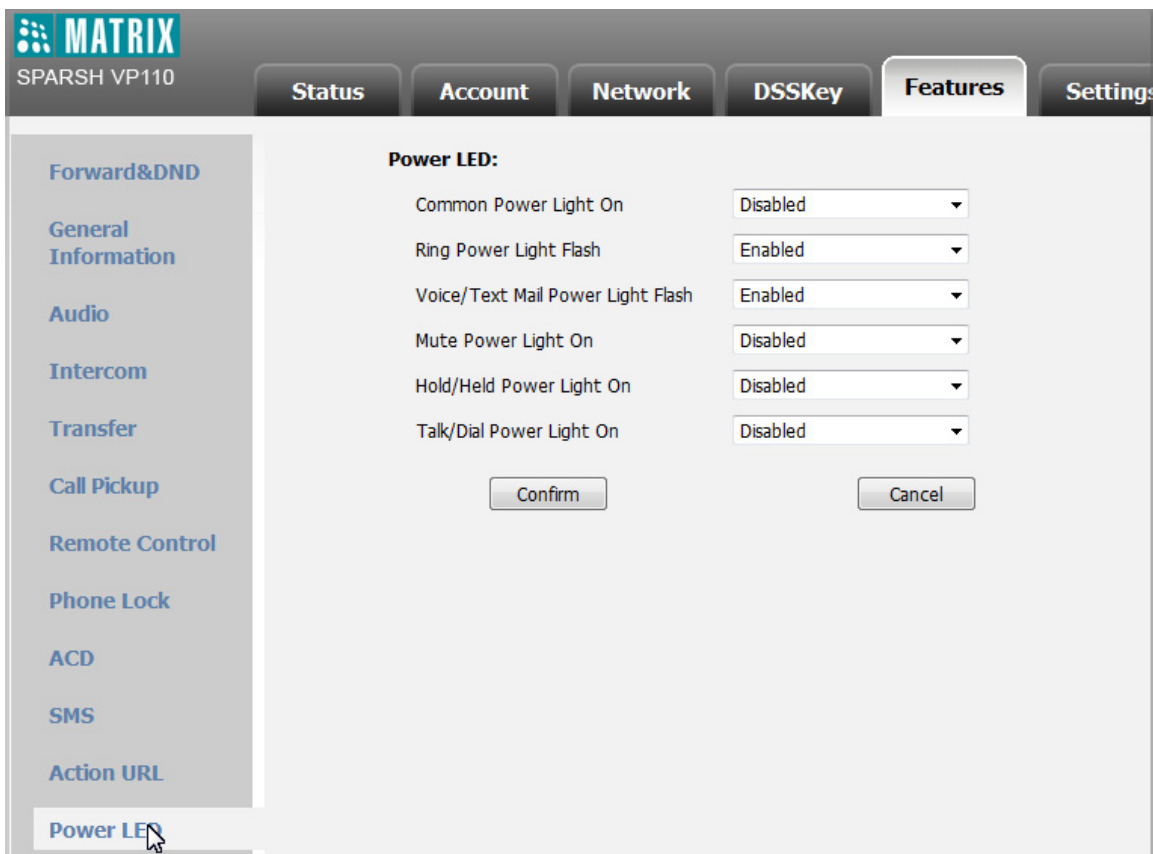 MATRIX
SPARSH VP110
Status Account Network DSSKey Features Settings
Forward&DND
General
Information
Audio
Intercom
Transfer
Call Pickup
Remote Control
Phone Lock
ACD
SMS
Action URL
Power LED
Power LED:
Common Power Light On Disabled
Ring Power Light Flash Enabled
Voice/Text Mail Power Light Flash Enabled
Mute Power Light On Disabled
Hold/Held Power Light On Disabled
Talk/Dial Power Light On Disabled
Confirm Cancel